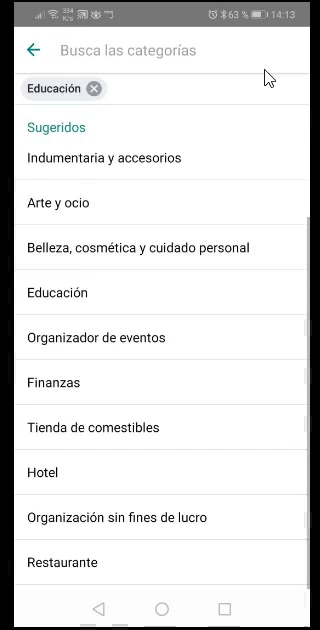 334
K/s
63 %
14:13
Busca las categorías
Educación
Sugeridos
Indumentaria y accesorios
Arte y ocio
Belleza, cosmética y cuidado personal
Educación
Organizador de eventos
Finanzas
Tienda de comestibles
Hotel
Organización sin fines de lucro
Restaurante